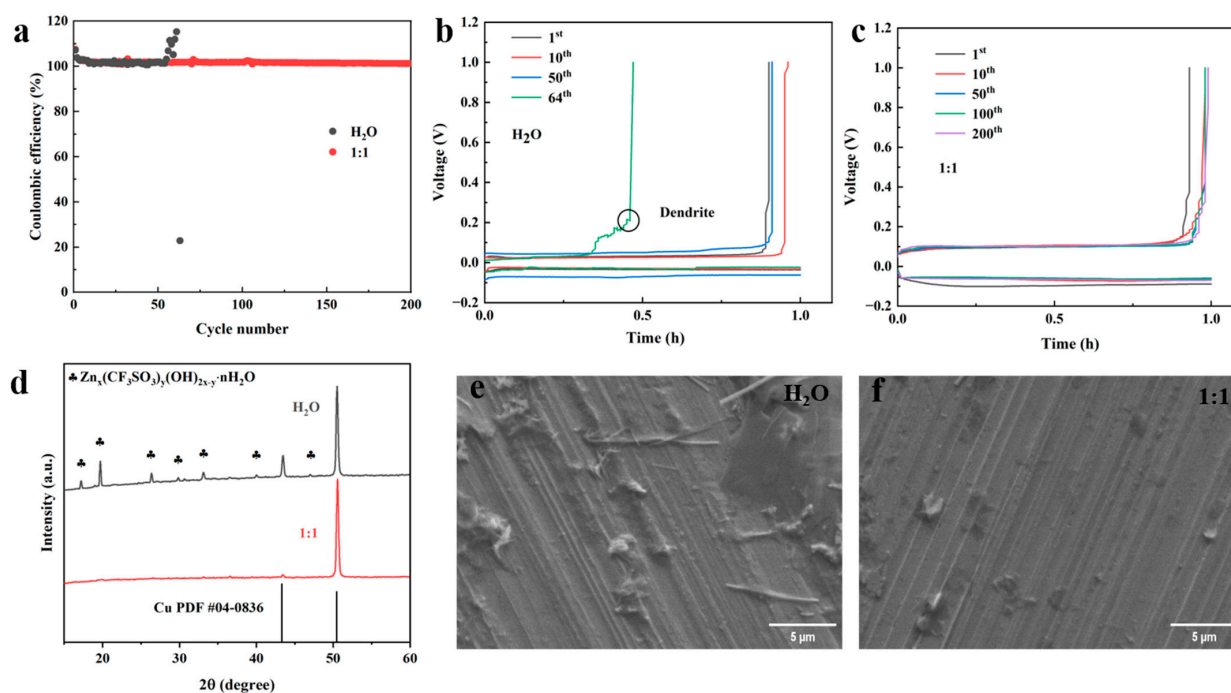 a
120
100
80
60
40
20
0
0 50 100 150 200
Coulombic efficiency (%)
Cycle number
H₂O
1:1
b
1.2
1.0
0.8
0.6
0.4
0.2
0.0
−0.2
0.0 0.5 1.0
Voltage (V)
Time (h)
1st
10th
50th
64th
H₂O
Dendrite
c
1.2
1.0
0.8
0.6
0.4
0.2
0.0
−0.2
0.0 0.5 1.0
Voltage (V)
Time (h)
1st
10th
50th
100th
200th
1:1
d
♣ Znₓ(CF₃SO₃)ᵧ(OH)₂ₓ₋ᵧ·nH₂O
H₂O
1:1
Cu PDF #04-0836
20 30 40 50 60
Intensity (a.u.)
2θ (degree)
e
H₂O
5 μm
f
1:1
5 μm